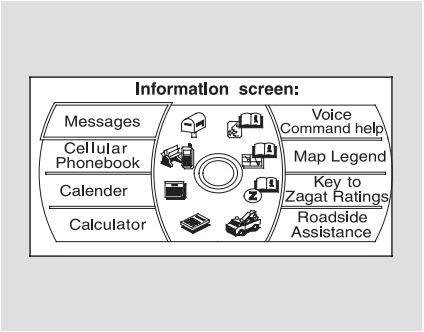 Information screen:
Messages
Cellular
Phonebook
Calender
Calculator
Voice
Command help
Map Legend
Key to
Zagat Ratings
Roadside
Assistance
Z